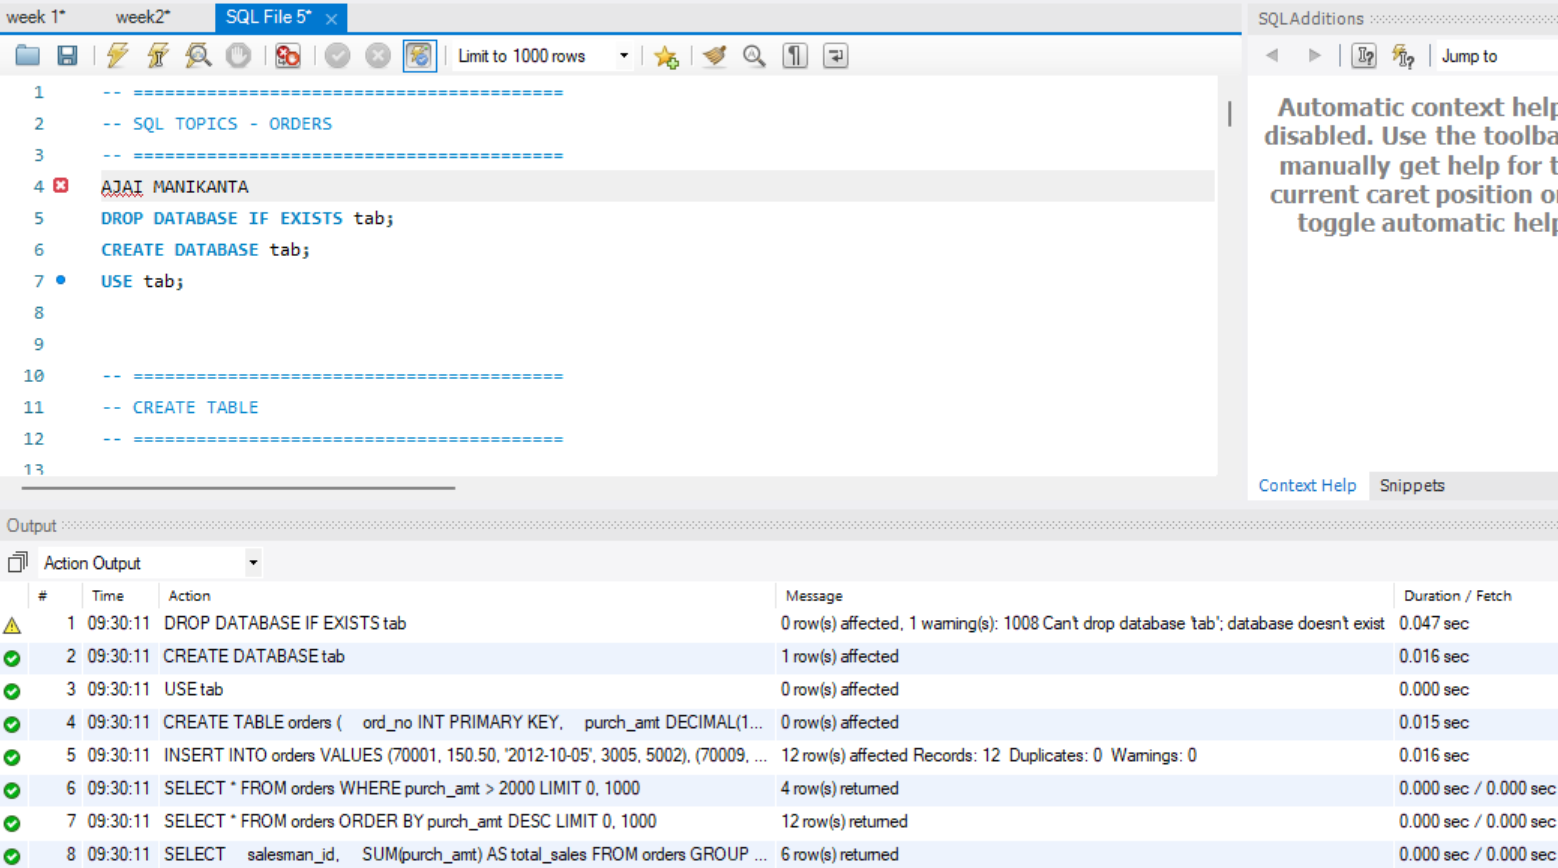 week 1* week2* SQL File 5*
SQLAdditions
Limit to 1000 rows
Jump to
1 -- =========================================
2 -- SQL TOPICS - ORDERS
3 -- =========================================
4 AJAI MANIKANTA
5 DROP DATABASE IF EXISTS tab;
6 CREATE DATABASE tab;
7 USE tab;
8
9
10 -- =========================================
11 -- CREATE TABLE
12 -- =========================================
13
Automatic context help
disabled. Use the toolba
manually get help for t
current caret position o
toggle automatic help
Context Help Snippets
Output
Action Output
# Time Action Message Duration / Fetch
1 09:30:11 DROP DATABASE IF EXISTS tab 0 row(s) affected, 1 warning(s): 1008 Can't drop database 'tab'; database doesn't exist 0.047 sec
2 09:30:11 CREATE DATABASE tab 1 row(s) affected 0.016 sec
3 09:30:11 USE tab 0 row(s) affected 0.000 sec
4 09:30:11 CREATE TABLE orders ( ord_no INT PRIMARY KEY, purch_amt DECIMAL(1... 0 row(s) affected 0.015 sec
5 09:30:11 INSERT INTO orders VALUES (70001, 150.50, '2012-10-05', 3005, 5002), (70009, ... 12 row(s) affected Records: 12 Duplicates: 0 Warnings: 0 0.016 sec
6 09:30:11 SELECT * FROM orders WHERE purch_amt > 2000 LIMIT 0, 1000 4 row(s) returned 0.000 sec / 0.000 sec
7 09:30:11 SELECT * FROM orders ORDER BY purch_amt DESC LIMIT 0, 1000 12 row(s) returned 0.000 sec / 0.000 sec
8 09:30:11 SELECT salesman_id, SUM(purch_amt) AS total_sales FROM orders GROUP ... 6 row(s) returned 0.000 sec / 0.000 sec